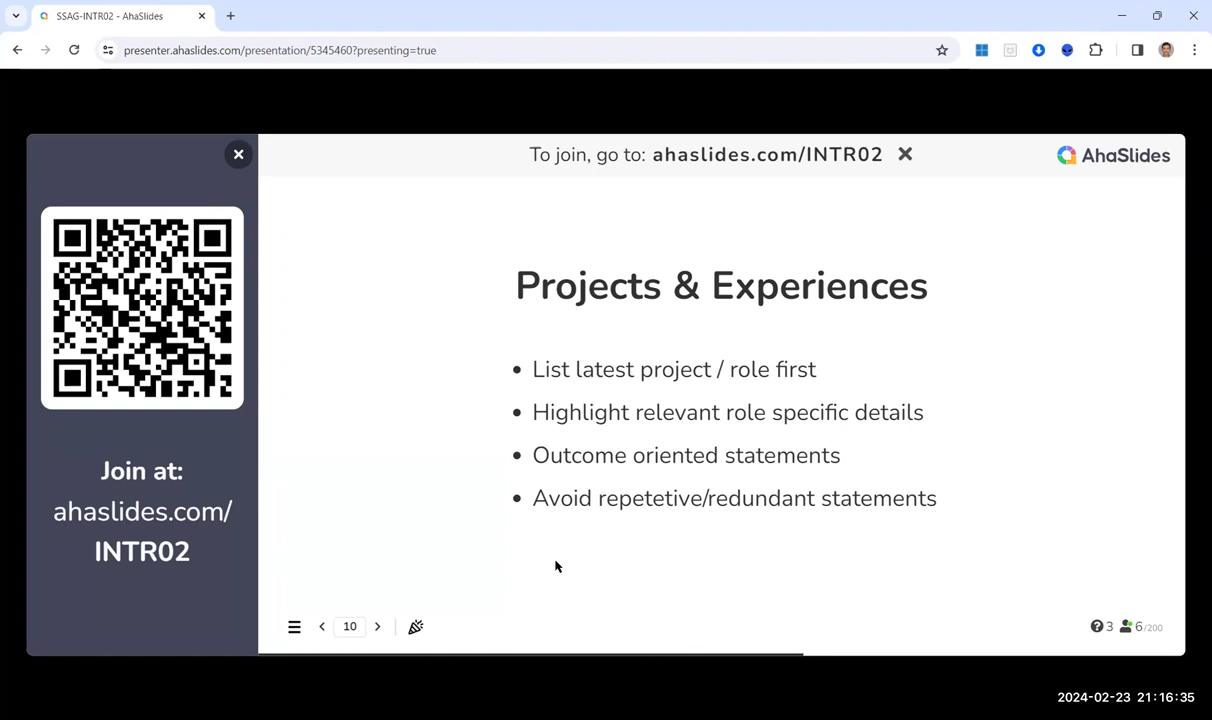 SSAG-INTR02 - AhaSlides
presenter.ahaslides.com/presentation/5345460?presenting=true
To join, go to: ahaslides.com/INTR02
AhaSlides
Projects & Experiences
• List latest project / role first
• Highlight relevant role specific details
• Outcome oriented statements
• Avoid repetetive/redundant statements
Join at:
ahaslides.com/
INTR02
10
3 6/200
2024-02-23 21:16:35